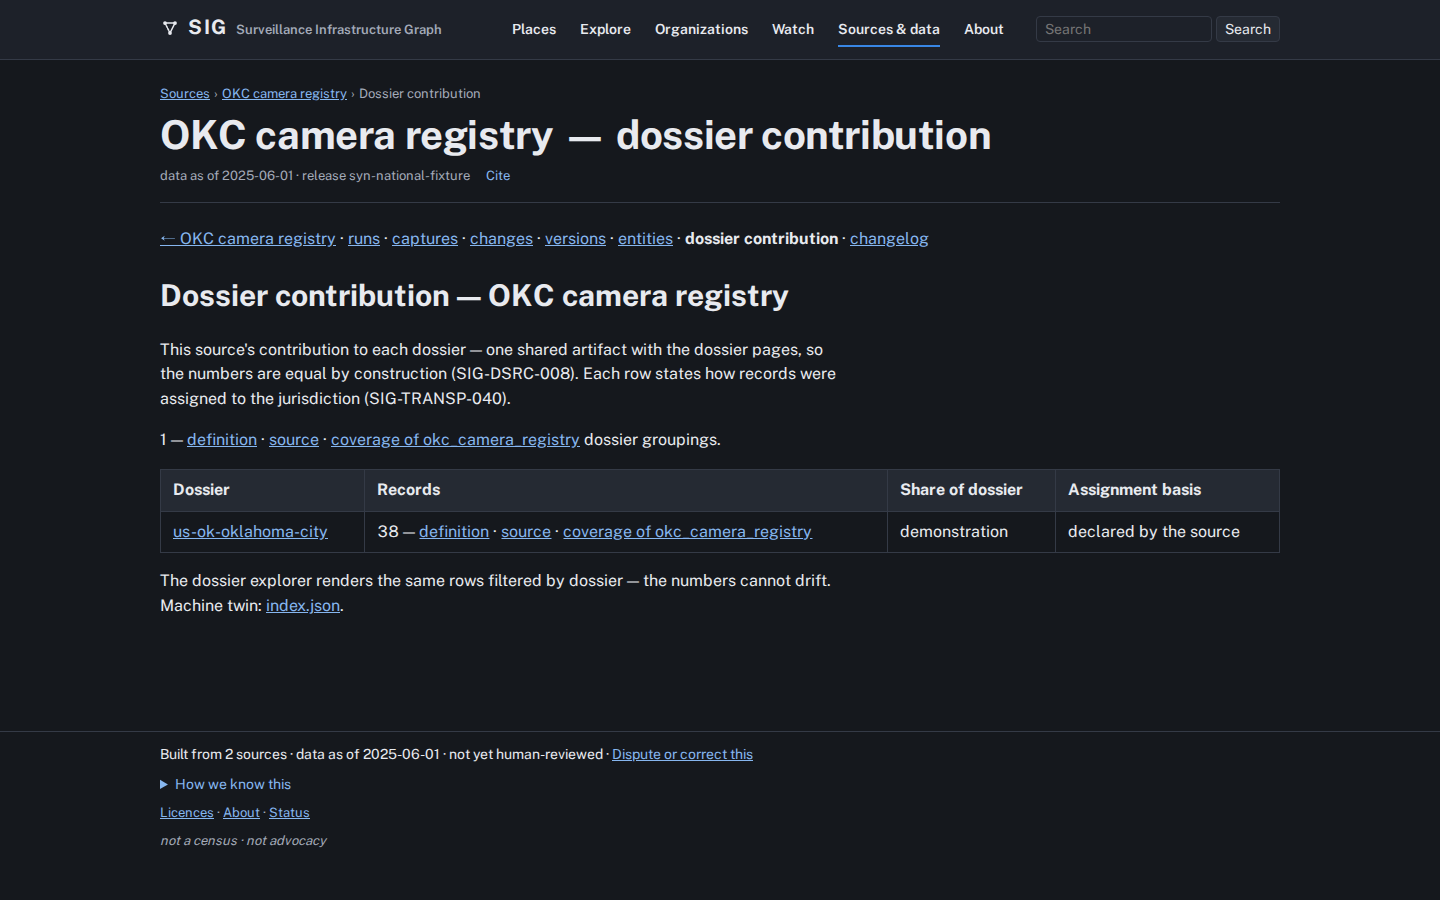 SIG Surveillance Infrastructure Graph Places Explore Organizations Watch Sources & data About Search Search
Sources › OKC camera registry › Dossier contribution
OKC camera registry — dossier contribution
data as of 2025-06-01 · release syn-national-fixture Cite
← OKC camera registry · runs · captures · changes · versions · entities · dossier contribution · changelog
Dossier contribution — OKC camera registry
This source's contribution to each dossier — one shared artifact with the dossier pages, so
the numbers are equal by construction (SIG-DSRC-008). Each row states how records were
assigned to the jurisdiction (SIG-TRANSP-040).
1 — definition · source · coverage of okc_camera_registry dossier groupings.
Dossier Records Share of dossier Assignment basis
us-ok-oklahoma-city 38 — definition · source · coverage of okc_camera_registry demonstration declared by the source
The dossier explorer renders the same rows filtered by dossier — the numbers cannot drift.
Machine twin: index.json.
Built from 2 sources · data as of 2025-06-01 · not yet human-reviewed · Dispute or correct this
▶ How we know this
Licences · About · Status
not a census · not advocacy